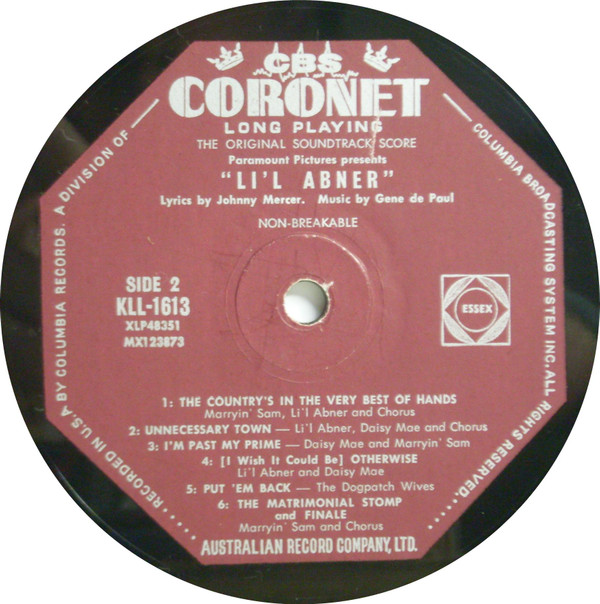 CBS
CORONET
LONG PLAYING
THE ORIGINAL SOUNDTRACK SCORE
Paramount Pictures presents
"LI'L ABNER"
Lyrics by Johnny Mercer. Music by Gene de Paul
NON-BREAKABLE
SIDE 2
KLL-1613
XLP48351
MX123873
ESSEX
1: THE COUNTRY'S IN THE VERY BEST OF HANDS
Marryin' Sam, Li'l Abner and Chorus
2: UNNECESSARY TOWN — Li'l Abner, Daisy Mae and Chorus
3: I'M PAST MY PRIME — Daisy Mae and Marryin' Sam
4: [I Wish It Could Be] OTHERWISE
Li'l Abner and Daisy Mae
5: PUT 'EM BACK — The Dogpatch Wives
6: THE MATRIMONIAL STOMP
and FINALE
Marryin' Sam and Chorus
AUSTRALIAN RECORD COMPANY, LTD.
.....RECORDED IN U.S.A BY COLUMBIA RECORDS. A DIVISION OF —
— COLUMBIA BROADCASTING SYSTEM INC. ALL RIGHTS RESERVED.....